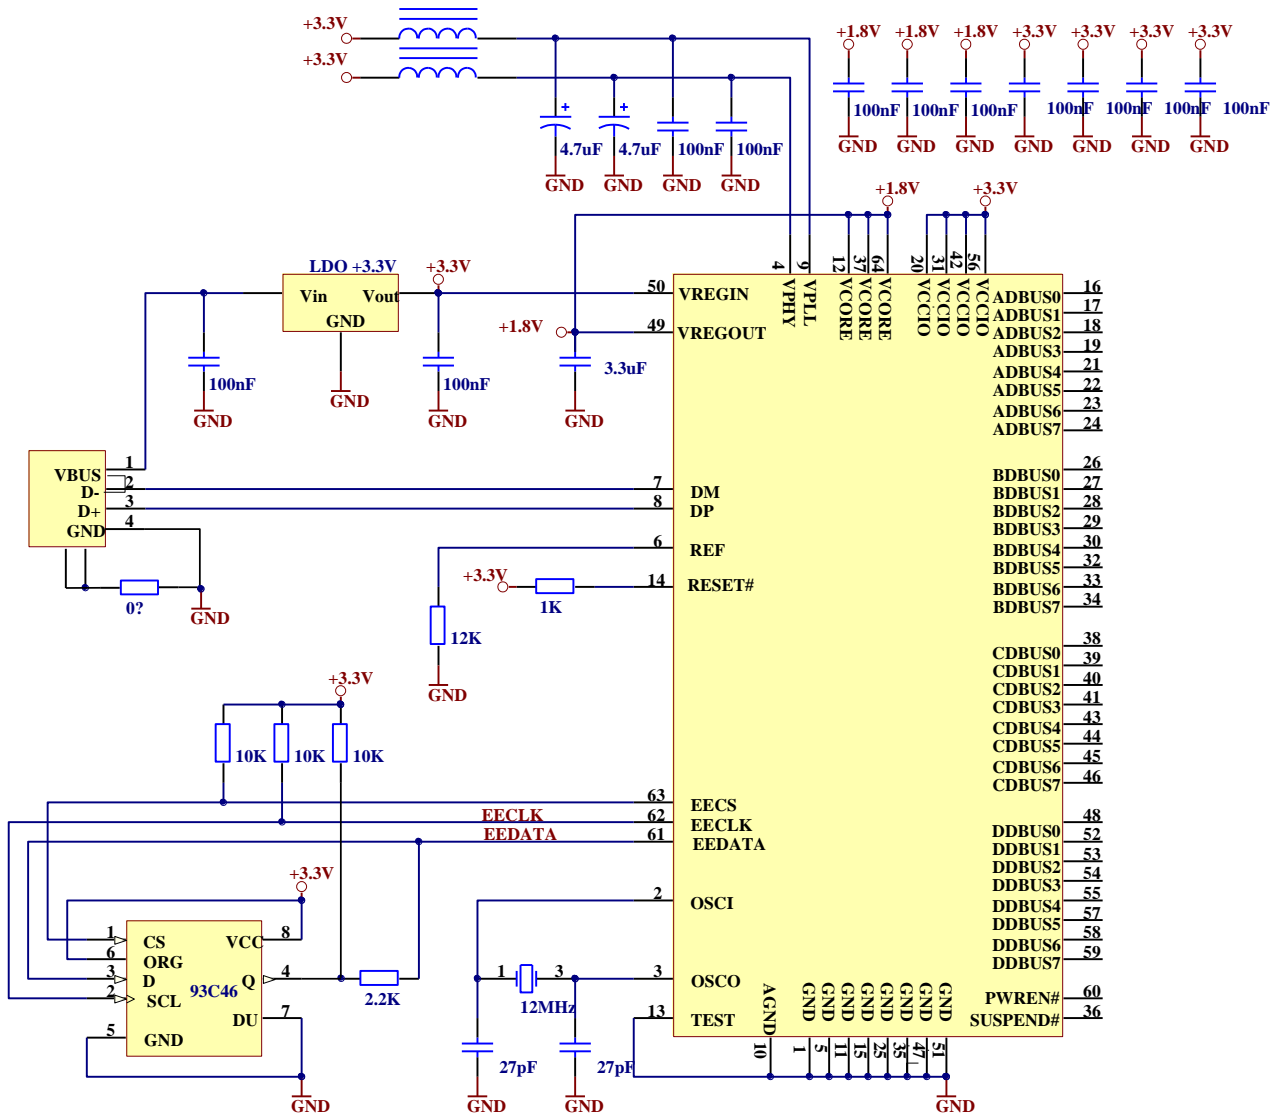 +3.3V
+3.3V
4.7uF
4.7uF
100nF
100nF
GND
GND
GND
GND
+1.8V
+1.8V
+1.8V
+3.3V
+3.3V
+3.3V
+3.3V
100nF
100nF
100nF
100nF
100nF
100nF
100nF
GND
GND
GND
GND
GND
GND
GND
+1.8V
+3.3V
4
9
12
37
64
20
31
42
56
VPHY
VPLL
VCORE
VCORE
VCORE
VCCIO
VCCIO
VCCIO
VCCIO
LDO +3.3V
+3.3V
Vin
Vout
GND
100nF
GND
GND
100nF
GND
50
VREGIN
+1.8V
49
VREGOUT
3.3uF
GND
VBUS
1
D-
2
D+
3
GND
4
0?
GND
7
DM
8
DP
6
REF
12K
GND
+3.3V
1K
14
RESET#
+3.3V
10K
10K
10K
63
EECS
EECLK
62
EECLK
EEDATA
61
EEDATA
+3.3V
1
CS
6
ORG
3
D
2
SCL
5
GND
93C46
VCC
8
Q
4
DU
7
2.2K
GND
2
OSCI
1
3
12MHz
3
OSCO
27pF
27pF
GND
GND
13
TEST
AGND
GND
GND
GND
GND
GND
GND
GND
GND
10
1
5
11
15
25
35
47
51
GND
ADBUS0
16
ADBUS1
17
ADBUS2
18
ADBUS3
19
ADBUS4
21
ADBUS5
22
ADBUS6
23
ADBUS7
24
BDBUS0
26
BDBUS1
27
BDBUS2
28
BDBUS3
29
BDBUS4
30
BDBUS5
32
BDBUS6
33
BDBUS7
34
CDBUS0
38
CDBUS1
39
CDBUS2
40
CDBUS3
41
CDBUS4
43
CDBUS5
44
CDBUS6
45
CDBUS7
46
DDBUS0
48
DDBUS1
52
DDBUS2
53
DDBUS3
54
DDBUS4
55
DDBUS5
57
DDBUS6
58
DDBUS7
59
PWREN#
60
SUSPEND#
36